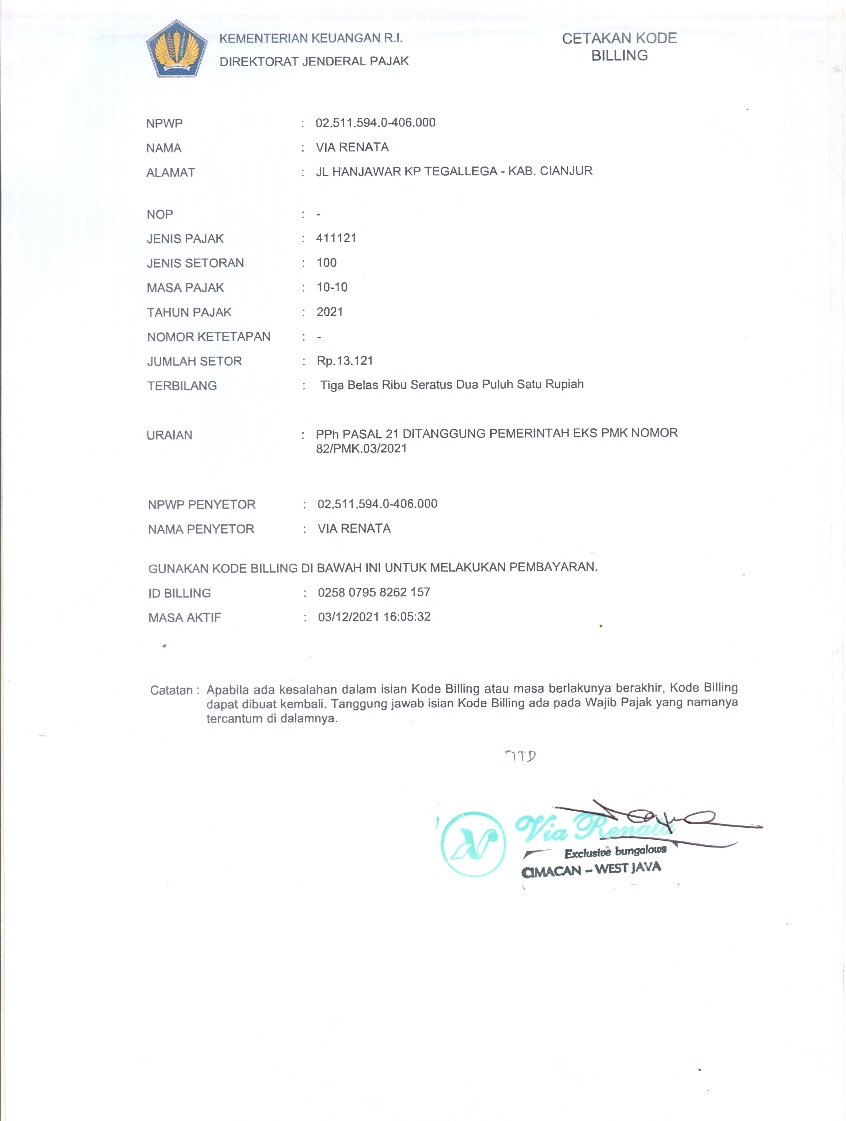 KEMENTERIAN KEUANGAN R.I.
DIREKTORAT JENDERAL PAJAK
CETAKAN KODE
BILLING
NPWP : 02.511.594.0-406.000
NAMA : VIA RENATA
ALAMAT : JL HANJAWAR KP TEGALLEGA - KAB. CIANJUR
NOP : -
JENIS PAJAK : 411121
JENIS SETORAN : 100
MASA PAJAK : 10-10
TAHUN PAJAK : 2021
NOMOR KETETAPAN : -
JUMLAH SETOR : Rp.13.121
TERBILANG : Tiga Belas Ribu Seratus Dua Puluh Satu Rupiah
URAIAN : PPh PASAL 21 DITANGGUNG PEMERINTAH EKS PMK NOMOR
82/PMK.03/2021
NPWP PENYETOR : 02.511.594.0-406.000
NAMA PENYETOR : VIA RENATA
GUNAKAN KODE BILLING DI BAWAH INI UNTUK MELAKUKAN PEMBAYARAN.
ID BILLING : 0258 0795 8262 157
MASA AKTIF : 03/12/2021 16:05:32
Catatan : Apabila ada kesalahan dalam isian Kode Billing atau masa berlakunya berakhir, Kode Billing
dapat dibuat kembali. Tanggung jawab isian Kode Billing ada pada Wajib Pajak yang namanya
tercantum di dalamnya.
TTD
Via Renata
Exclusive bungalows
CIMACAN - WEST JAVA